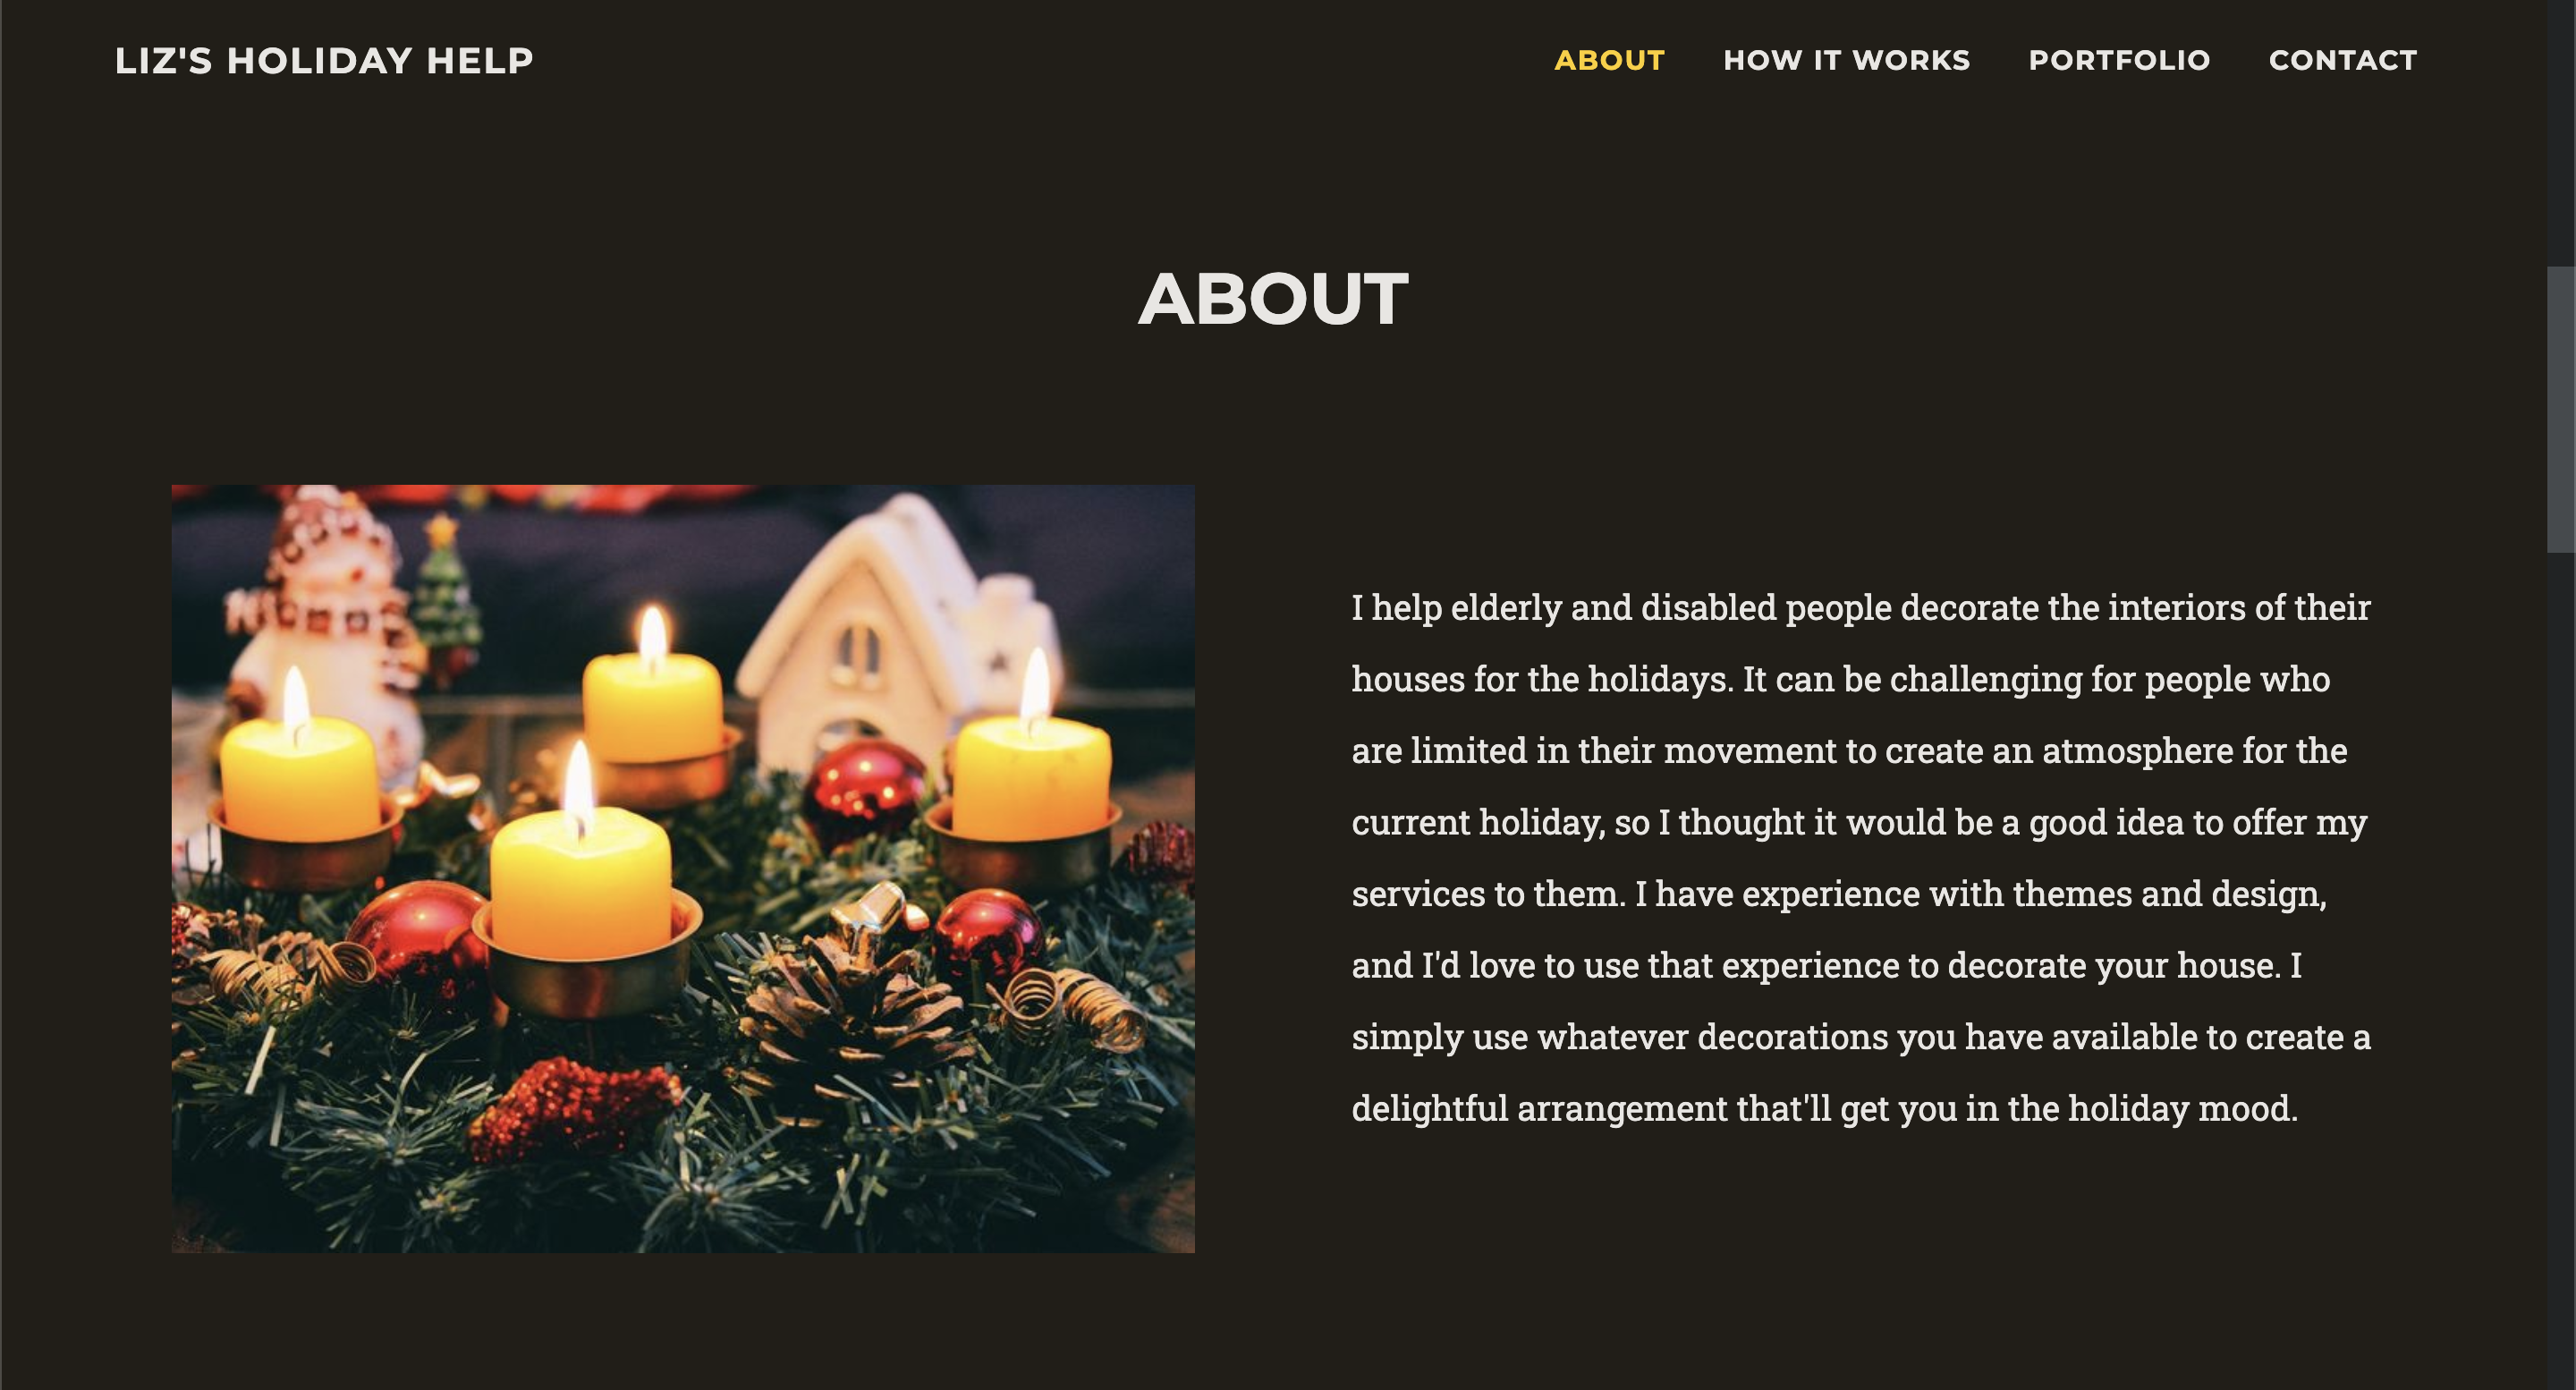 LIZ'S HOLIDAY HELP
ABOUT
HOW IT WORKS
PORTFOLIO
CONTACT
ABOUT
I help elderly and disabled people decorate the interiors of their
houses for the holidays. It can be challenging for people who
are limited in their movement to create an atmosphere for the
current holiday, so I thought it would be a good idea to offer my
services to them. I have experience with themes and design,
and I'd love to use that experience to decorate your house. I
simply use whatever decorations you have available to create a
delightful arrangement that'll get you in the holiday mood.